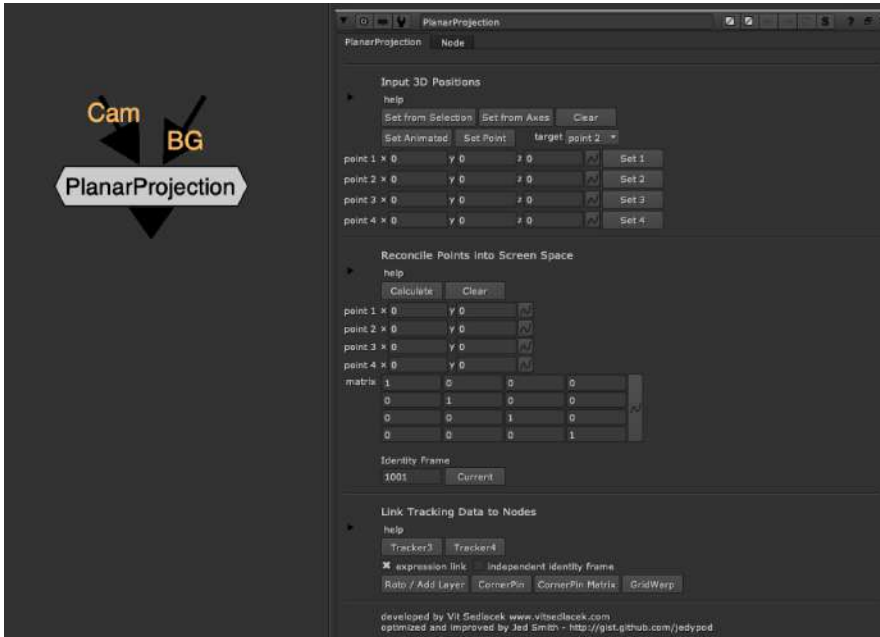 Cam
BG
PlanarProjection
PlanarProjection
S ?
PlanarProjection Node
Input 3D Positions
help
Set from Selection Set from Axes Clear
Set Animated Set Point target point 2
point 1 x 0 y 0 z 0 Set 1
point 2 x 0 y 0 z 0 Set 2
point 3 x 0 y 0 z 0 Set 3
point 4 x 0 y 0 z 0 Set 4
Reconcile Points into Screen Space
help
Calculate Clear
point 1 x 0 y 0
point 2 x 0 y 0
point 3 x 0 y 0
point 4 x 0 y 0
matrix 1 0 0 0
0 1 0 0
0 0 1 0
0 0 0 1
Identity Frame
1001 Current
Link Tracking Data to Nodes
help
Tracker3 Tracker4
expression link independent identity frame
Roto / Add Layer CornerPin CornerPin Matrix GridWarp
developed by Vit Sedlacek www.vitsedlacek.com
optimized and improved by Jed Smith - http://gist.github.com/jedypod